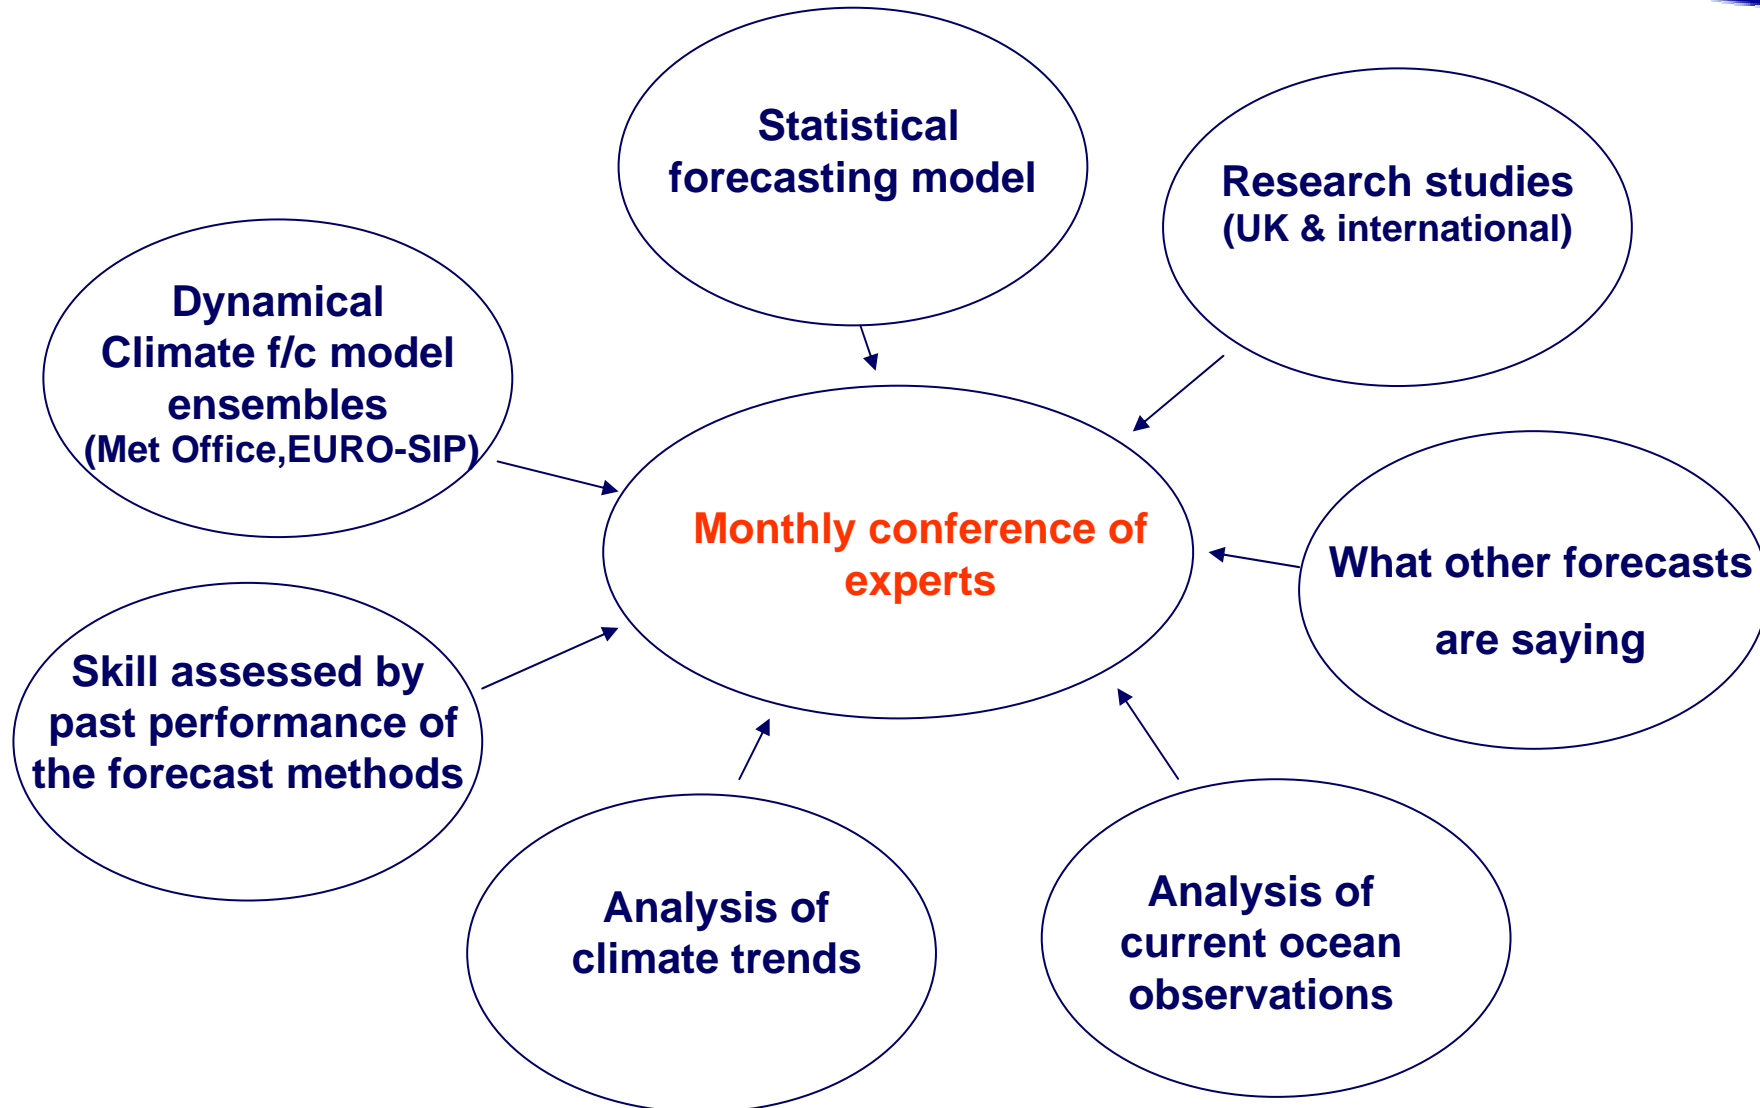 Statistical
forecasting model
Research studies
(UK & international)
Dynamical
Climate f/c model
ensembles
(Met Office,EURO-SIP)
Monthly conference of
experts
What other forecasts
are saying
Skill assessed by
past performance of
the forecast methods
Analysis of
climate trends
Analysis of
current ocean
observations